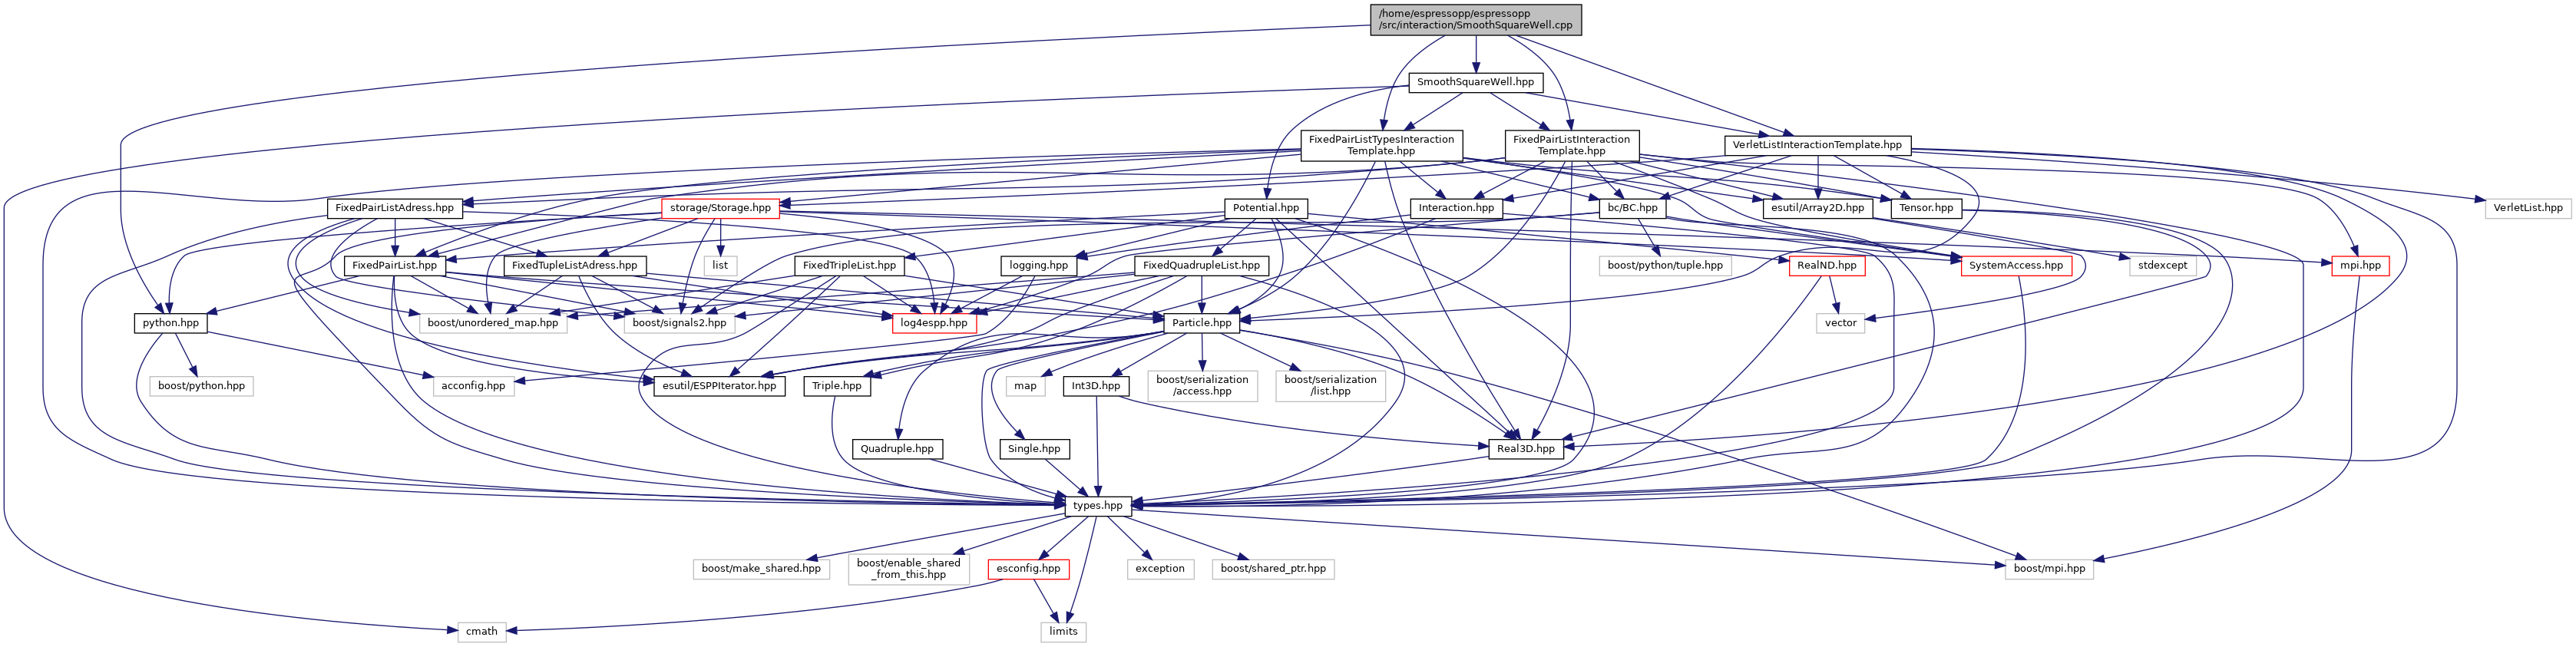 /home/espressopp/espressopp
/src/interaction/SmoothSquareWell.cpp
SmoothSquareWell.hpp
FixedPairListTypesInteraction
Template.hpp
FixedPairListInteraction
Template.hpp
VerletListInteractionTemplate.hpp
FixedPairListAdress.hpp
storage/Storage.hpp
Potential.hpp
Interaction.hpp
bc/BC.hpp
esutil/Array2D.hpp
Tensor.hpp
VerletList.hpp
FixedPairList.hpp
FixedTupleListAdress.hpp
list
FixedTripleList.hpp
logging.hpp
FixedQuadrupleList.hpp
boost/python/tuple.hpp
RealND.hpp
SystemAccess.hpp
stdexcept
mpi.hpp
python.hpp
boost/unordered_map.hpp
boost/signals2.hpp
log4espp.hpp
Particle.hpp
vector
boost/python.hpp
acconfig.hpp
esutil/ESPPIterator.hpp
Triple.hpp
map
Int3D.hpp
boost/serialization
/access.hpp
boost/serialization
/list.hpp
Quadruple.hpp
Single.hpp
Real3D.hpp
types.hpp
boost/make_shared.hpp
boost/enable_shared
_from_this.hpp
esconfig.hpp
exception
boost/shared_ptr.hpp
boost/mpi.hpp
cmath
limits